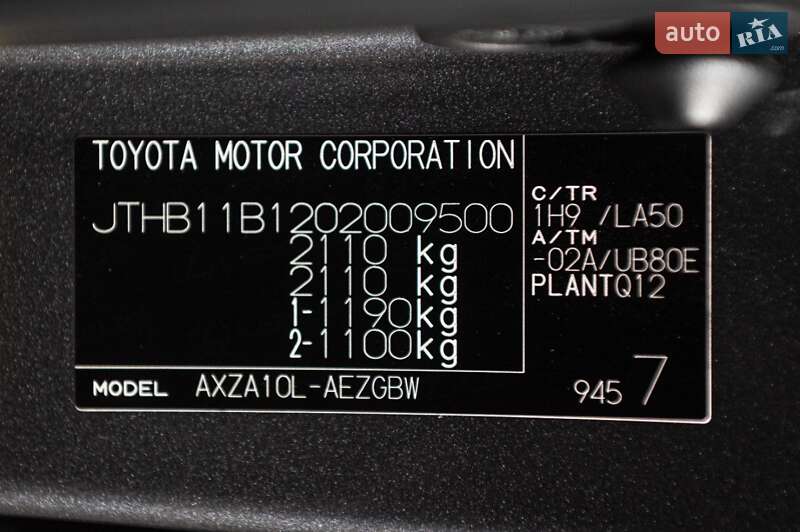 auto RIA.com
TOYOTA MOTOR CORPORATION
JTHB11B1202009500
2110 kg
2110 kg
1-1190kg
2-1100kg
C/TR
1H9 /LA50
A/TM
-02A/UB80E
PLANTQ12
MODEL AXZA10L-AEZGBW
945 7